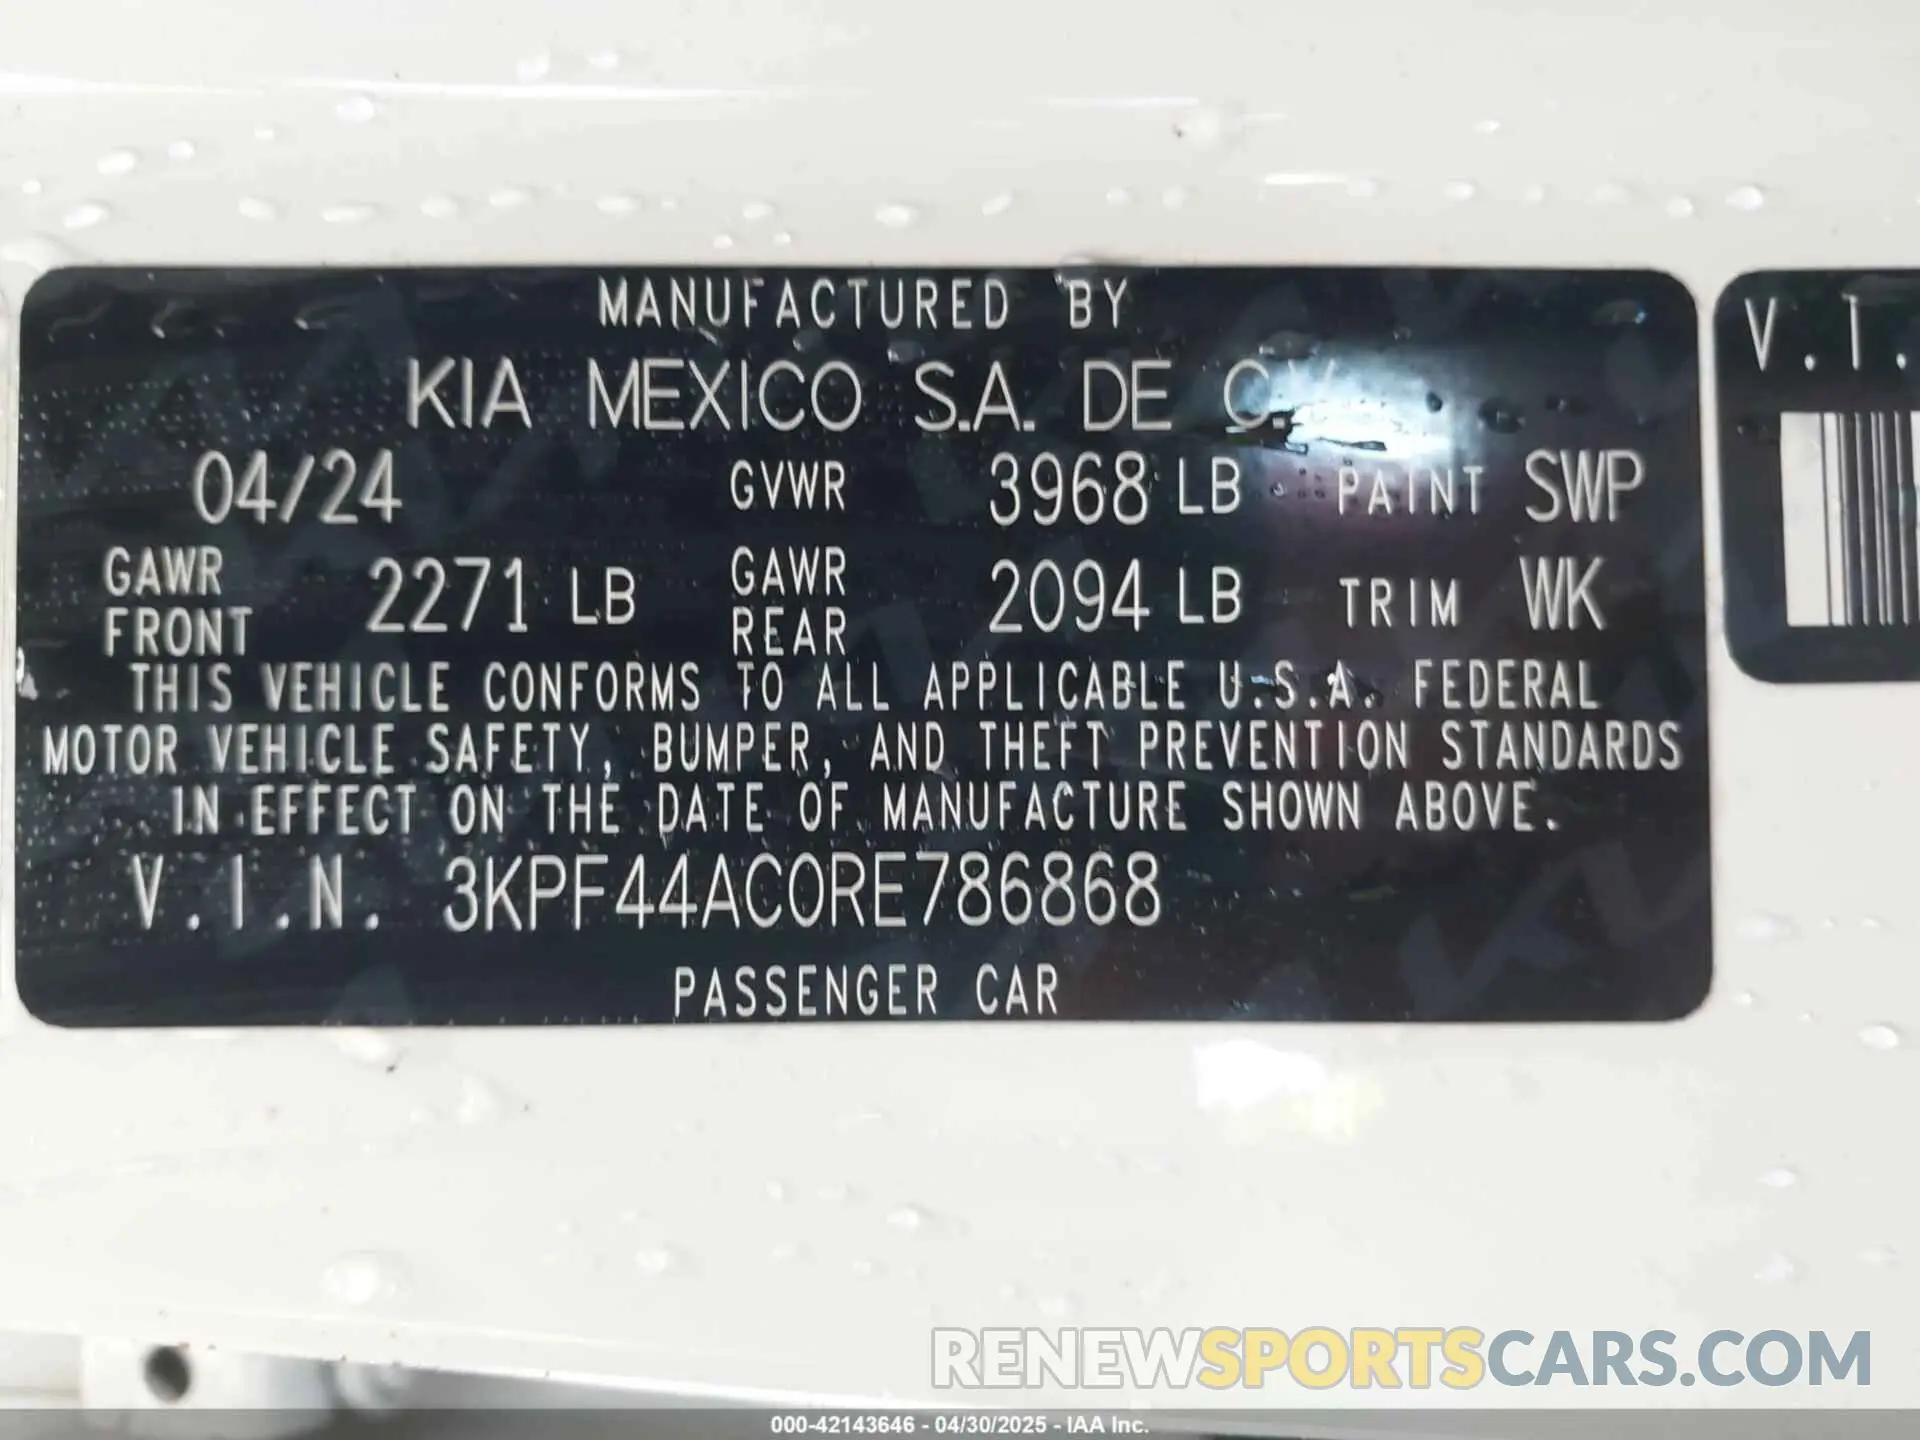 MANUFACTURED BY
KIA MEXICO S.A. DE C.V.
04/24 GVWR 3968 LB PAINT SWP
GAWR FRONT 2271 LB GAWR REAR 2094 LB TRIM WK
THIS VEHICLE CONFORMS TO ALL APPLICABLE U.S.A. FEDERAL
MOTOR VEHICLE SAFETY, BUMPER, AND THEFT PREVENTION STANDARDS
IN EFFECT ON THE DATE OF MANUFACTURE SHOWN ABOVE.
V.I.N. 3KPF44AC0RE786868
PASSENGER CAR
V.I.
RENEWSPORTSCARS.COM
000-42143646 - 04/30/2025 - IAA Inc.